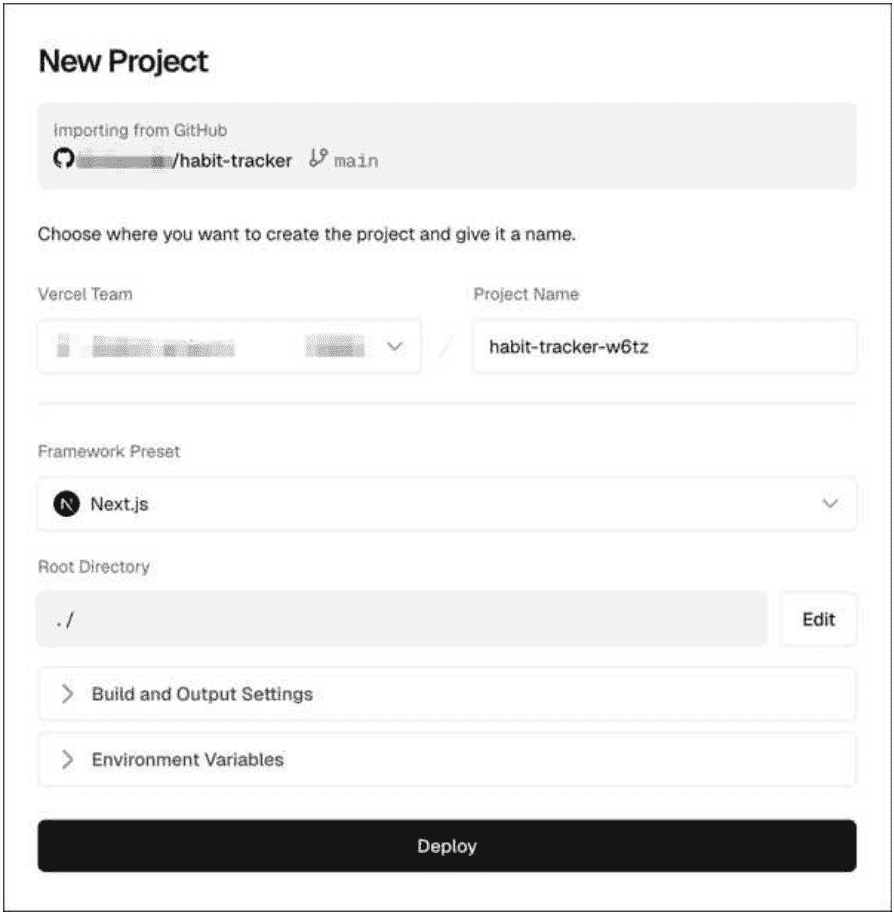 New Project
Importing from GitHub
/habit-tracker main
Choose where you want to create the project and give it a name.
Vercel Team
Project Name
/
habit-tracker-w6tz
Framework Preset
N Next.js
Root Directory
./
Edit
Build and Output Settings
Environment Variables
Deploy